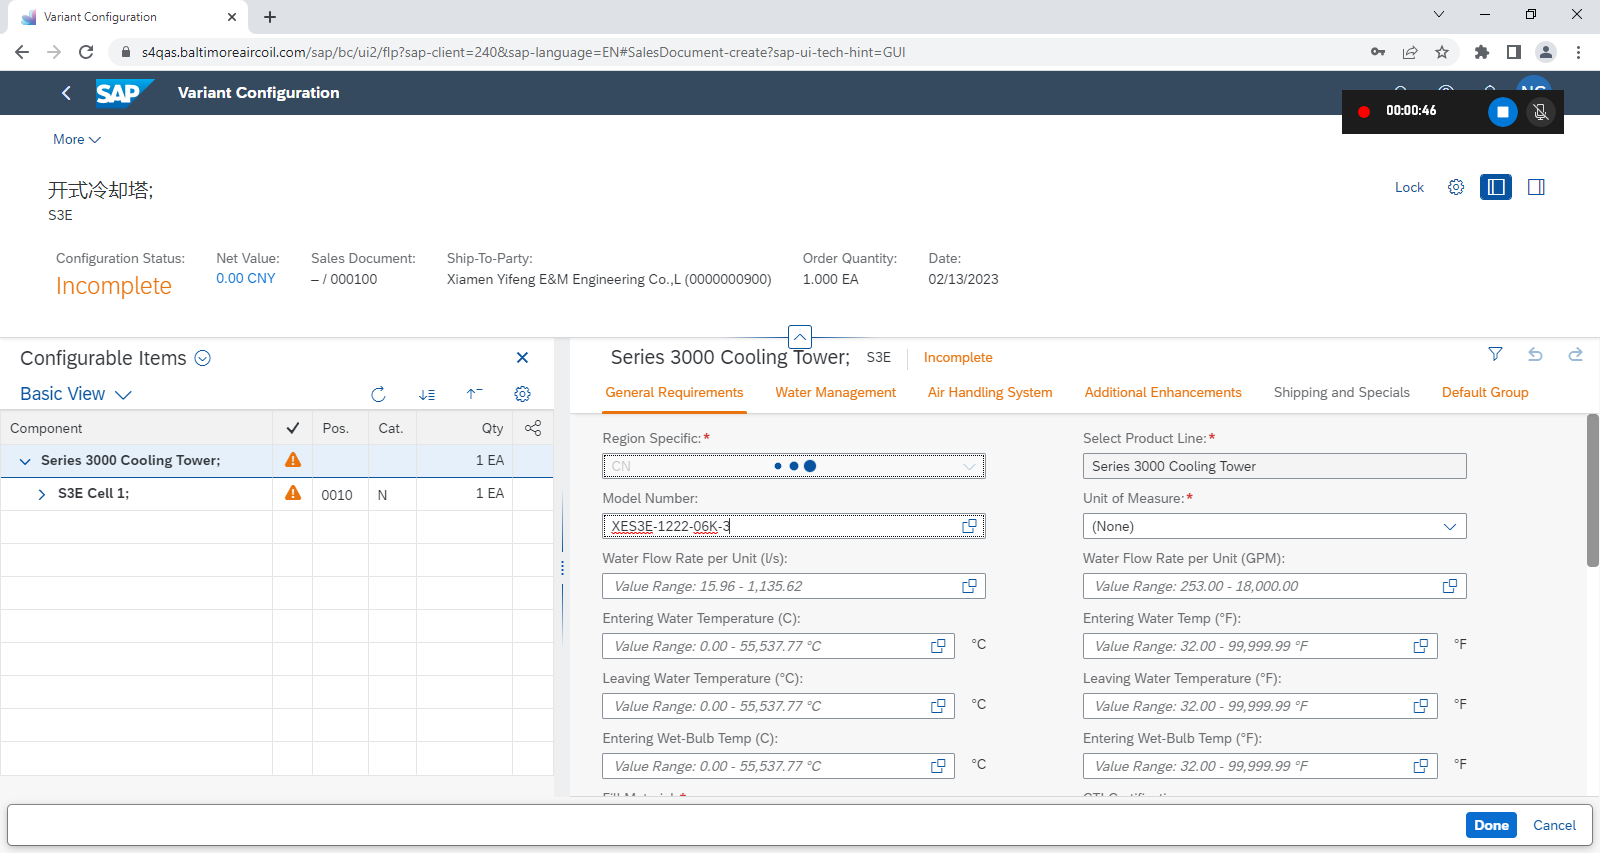 Variant Configuration
s4qas.baltimoreaircoil.com/sap/bc/ui2/flp?sap-client=240&sap-language=EN#SalesDocument-create?sap-ui-tech-hint=GUI
SAP Variant Configuration
00:00:46
More
开式冷却塔;
S3E
Lock
Configuration Status: Net Value: Sales Document: Ship-To-Party: Order Quantity: Date:
Incomplete 0.00 CNY – / 000100 Xiamen Yifeng E&M Engineering Co.,L (0000000900) 1.000 EA 02/13/2023
Configurable Items
Basic View
Component Pos. Cat. Qty
Series 3000 Cooling Tower; 1 EA
S3E Cell 1; 0010 N 1 EA
Series 3000 Cooling Tower; S3E Incomplete
General Requirements Water Management Air Handling System Additional Enhancements Shipping and Specials Default Group
Region Specific:* Select Product Line:*
CN Series 3000 Cooling Tower
Model Number: Unit of Measure:*
XES3E-1222-06K-3 (None)
Water Flow Rate per Unit (l/s): Water Flow Rate per Unit (GPM):
Value Range: 15.96 - 1,135.62 Value Range: 253.00 - 18,000.00
Entering Water Temperature (C): Entering Water Temp (°F):
Value Range: 0.00 - 55,537.77 °C °C Value Range: 32.00 - 99,999.99 °F °F
Leaving Water Temperature (°C): Leaving Water Temperature (°F):
Value Range: 0.00 - 55,537.77 °C °C Value Range: 32.00 - 99,999.99 °F °F
Entering Wet-Bulb Temp (C): Entering Wet-Bulb Temp (°F):
Value Range: 0.00 - 55,537.77 °C °C Value Range: 32.00 - 99,999.99 °F °F
Done Cancel